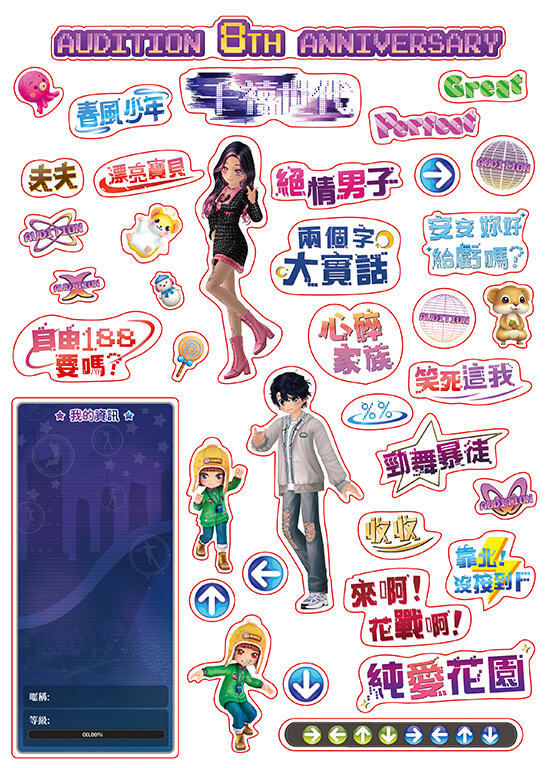 AUDITION 8TH ANNIVERSARY
春風少年
Great
Perfect
夫夫
漂亮寶貝
絕情男子
AUDITION
AUDITION
兩個字
大實話
安安妳好
給虧嗎?
AUDITION
心碎
家族
AUDITION
自由188
要嗎?
笑死這我
%%
勁舞暴徒
我的資訊
AUDITION
收收
靠北!
沒按到F
來啊!
花戰啊!
純愛花園
暱稱:
等級:
00.00%